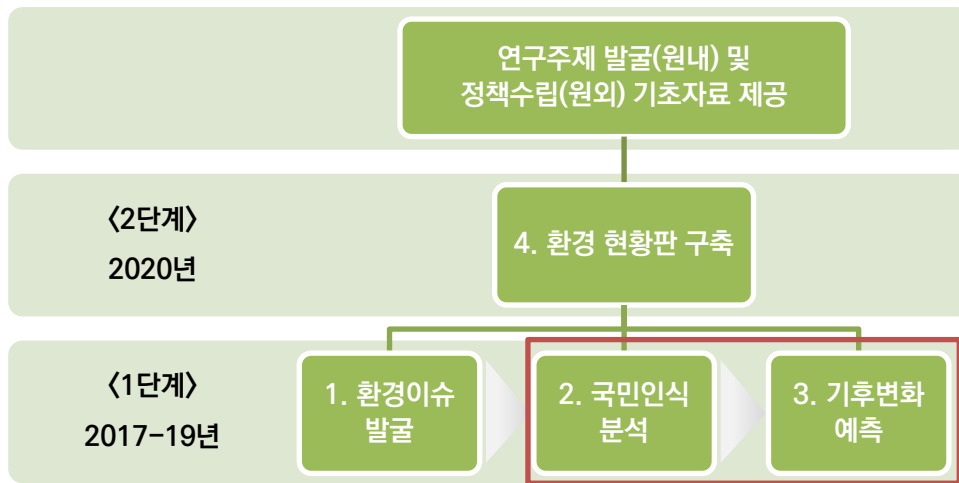 연구주제 발굴(원내) 및
정책수립(원외) 기초자료 제공
〈2단계〉
2020년
4. 환경 현황판 구축
〈1단계〉
2017-19년
1. 환경이슈
발굴
2. 국민인식
분석
3. 기후변화
예측